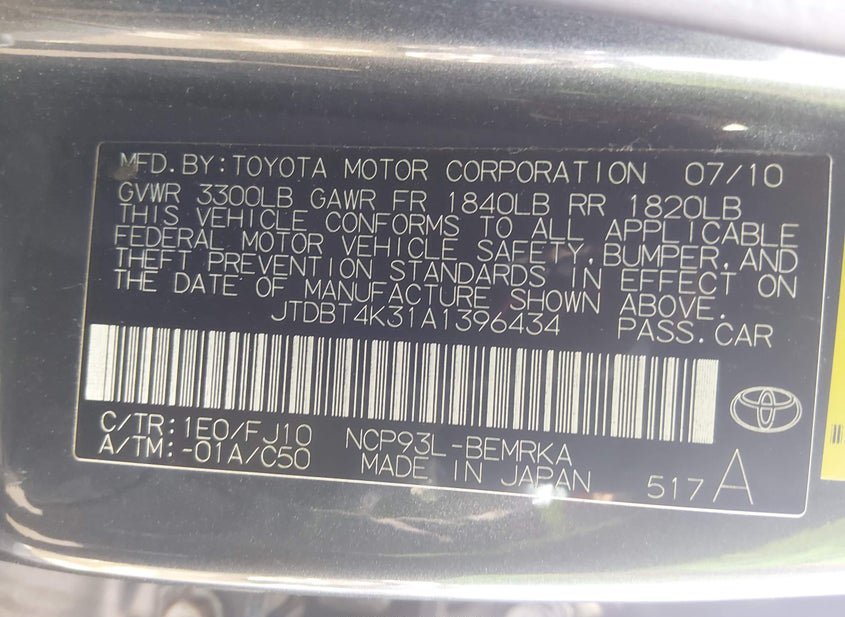 MFD.BY:TOYOTA MOTOR CORPORATION 07/10
GVWR 3300LB GAWR FR 1840LB RR 1820LB
THIS VEHICLE CONFORMS TO ALL APPLICABLE
FEDERAL MOTOR VEHICLE SAFETY,BUMPER,AND
THEFT PREVENTION STANDARDS IN EFFECT ON
THE DATE OF MANUFACTURE SHOWN ABOVE.
JTDBT4K31A1396434 PASS.CAR
C/TR:1E0/FJ10 NCP93L-BEMRKA
A/TM:-01A/C50 MADE IN JAPAN 517A